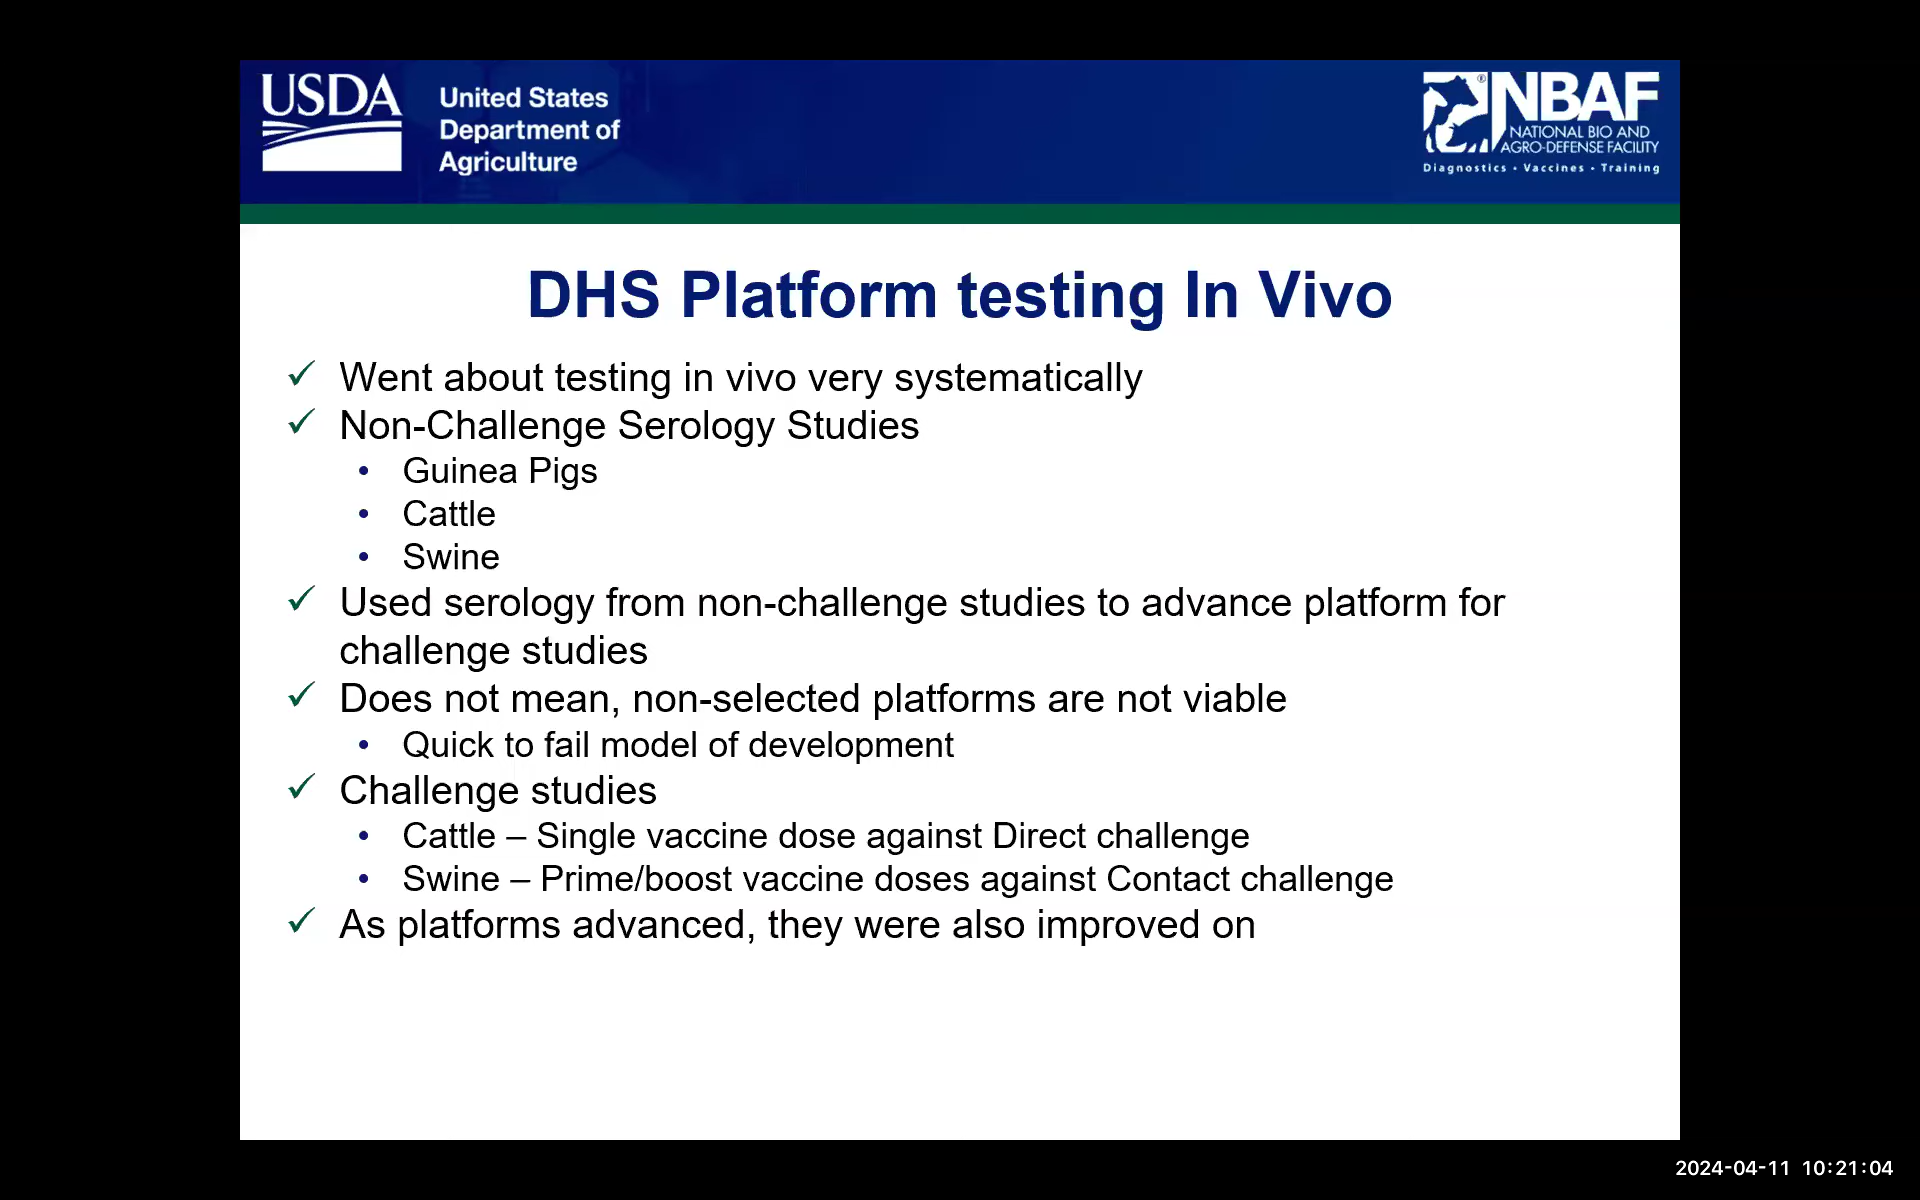 USDA
United States
Department of
Agriculture
®
NBAF
NATIONAL BIO AND
AGRO-DEFENSE FACILITY
Diagnostics • Vaccines • Training
DHS Platform testing In Vivo
✓ Went about testing in vivo very systematically
✓ Non-Challenge Serology Studies
• Guinea Pigs
• Cattle
• Swine
✓ Used serology from non-challenge studies to advance platform for
challenge studies
✓ Does not mean, non-selected platforms are not viable
• Quick to fail model of development
✓ Challenge studies
• Cattle – Single vaccine dose against Direct challenge
• Swine – Prime/boost vaccine doses against Contact challenge
✓ As platforms advanced, they were also improved on
2024-04-11 10:21:04